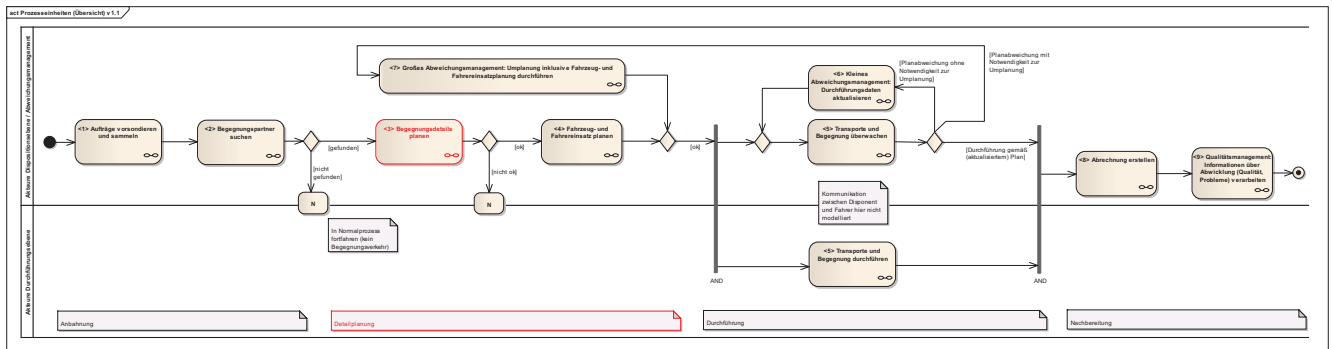 act Prozesseinheiten (Übersicht) v 1.1
Akteure Dispositionsebene / Abweichungsmanagement
<7> Großes Abweichungsmanagement: Umplanung inklusive Fahrzeug- und
Fahrereinsatzplanung durchführen
<6> Kleines
Abweichungsmanagement:
Durchführungsdaten
aktualisieren
[Planabweichung ohne
Notwendigkeit zur
Umplanung]
[Planabweichung mit
Notwendigkeit zur
Umplanung]
<1> Aufträge vorsondieren
und sammeln
<2> Begegnungspartner
suchen
[gefunden]
[nicht
gefunden]
<3> Begegnungsdetails
planen
[ok]
[nicht ok]
<4> Fahrzeug- und
Fahrereinsatz planen
[ok]
<5> Transporte und
Begegnung überwachen
[Durchführung gemäß
(aktualisiertem) Plan]
<8> Abrechnung erstellen
<9> Qualitätsmanagement:
Informationen über
Abwicklung (Qualität,
Probleme) verarbeiten
N
N
Kommunikation
zwischen Disponent
und Fahrer hier nicht
modelliert
Akteure Durchführungsebene
In Normalprozess
fortfahren (kein
Begegnungsverkehr)
<5> Transporte und
Begegnung durchführen
AND
AND
Anbahnung
Detailplanung
Durchführung
Nachbereitung